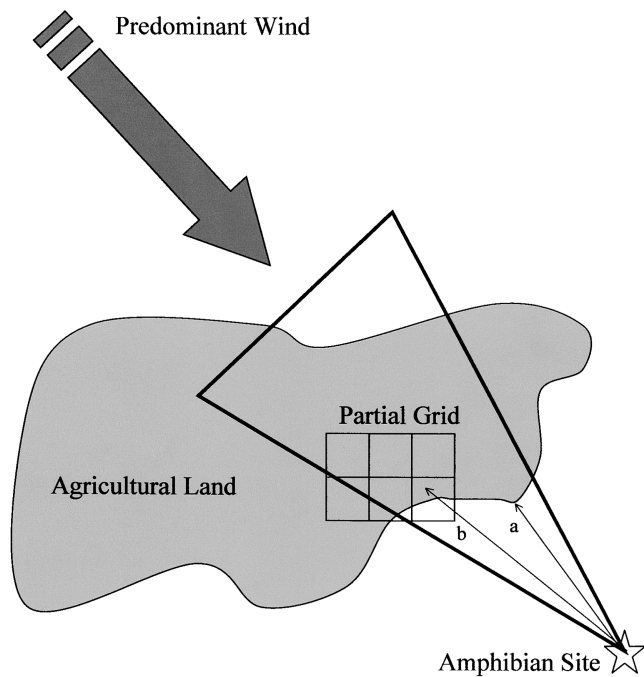 Predominant Wind
Partial Grid
Agricultural Land
a
b
Amphibian Site